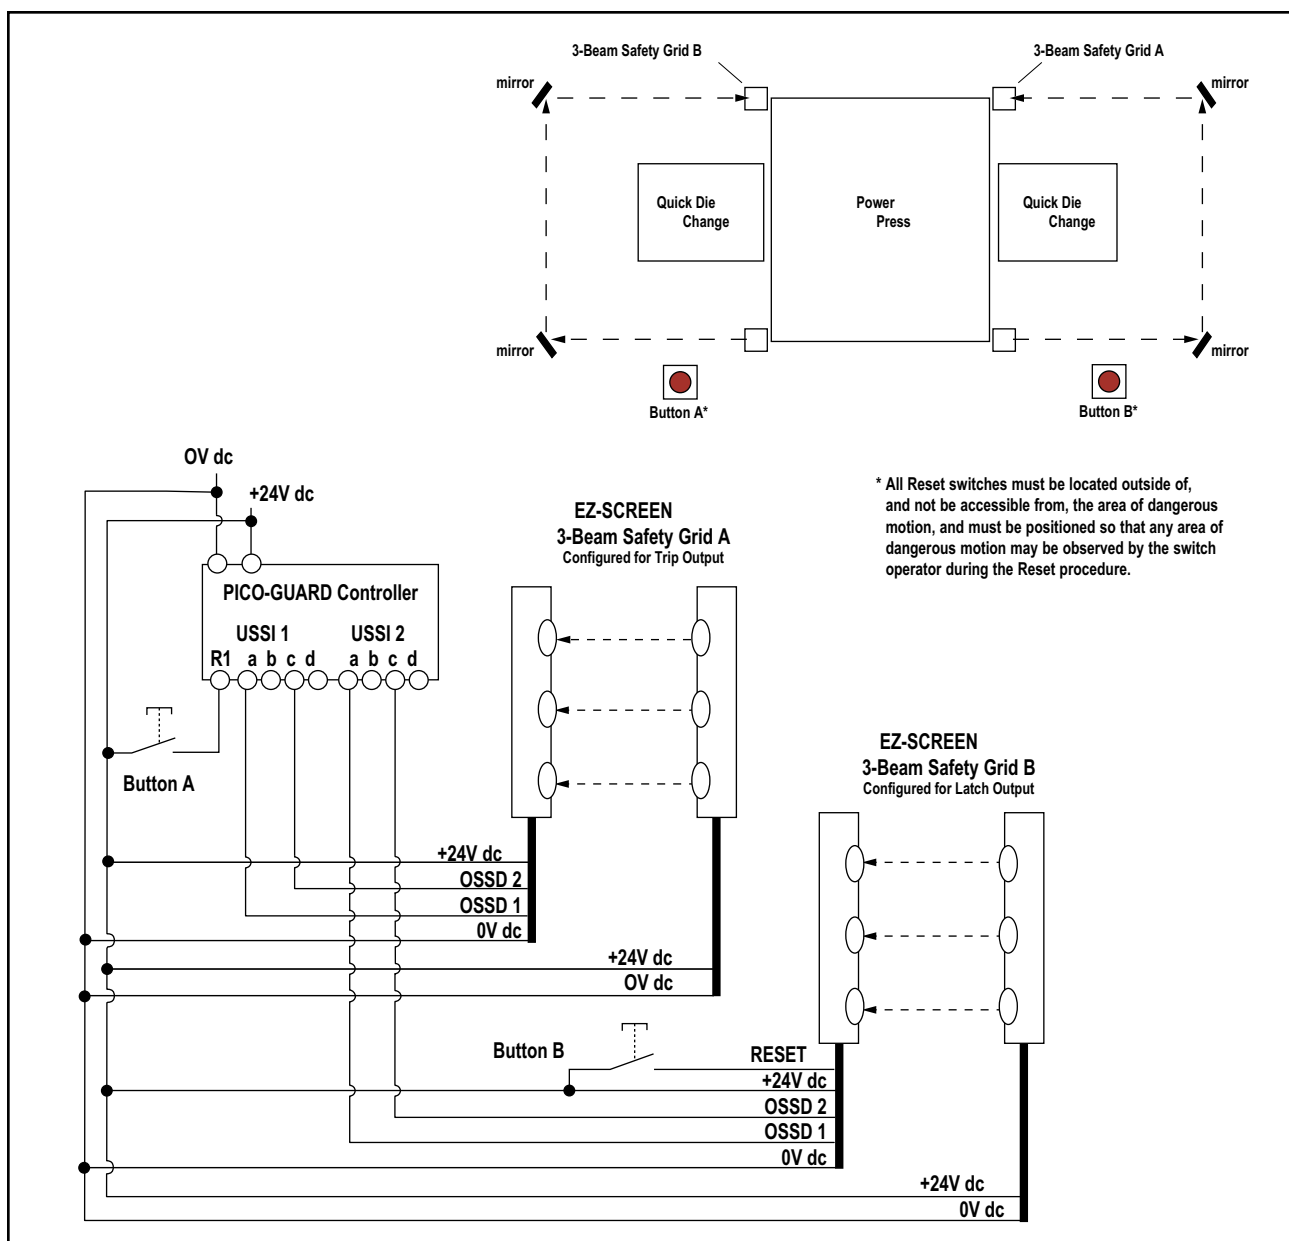 3-Beam Safety Grid B
3-Beam Safety Grid A
mirror
mirror
Quick Die
Change
Power
Press
Quick Die
Change
mirror
mirror
Button A*
Button B*
OV dc
+24V dc
* All Reset switches must be located outside of,
and not be accessible from, the area of dangerous
motion, and must be positioned so that any area of
dangerous motion may be observed by the switch
operator during the Reset procedure.
EZ-SCREEN
3-Beam Safety Grid A
Configured for Trip Output
PICO-GUARD Controller
USSI 1
USSI 2
R1 a b c d a b c d
Button A
EZ-SCREEN
3-Beam Safety Grid B
Configured for Latch Output
+24V dc
OSSD 2
OSSD 1
0V dc
+24V dc
OV dc
Button B
RESET
+24V dc
OSSD 2
OSSD 1
0V dc
+24V dc
0V dc